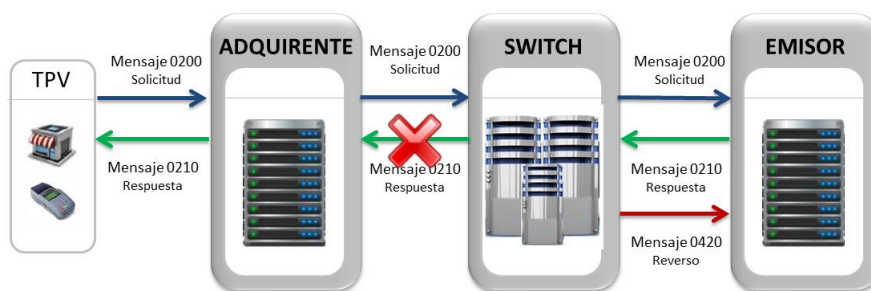 TPV
ADQUIRENTE
SWITCH
EMISOR
Mensaje 0200
Solicitud
Mensaje 0200
Solicitud
Mensaje 0200
Solicitud
Mensaje 0210
Respuesta
Mensaje 0210
Respuesta
Mensaje 0210
Respuesta
Mensaje 0420
Reverso